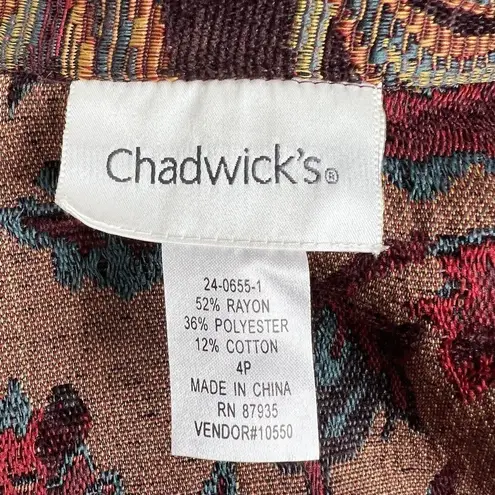 Chadwick's®
24-0655-1
52% RAYON
36% POLYESTER
12% COTTON
4P
MADE IN CHINA
RN 87935
VENDOR#10550